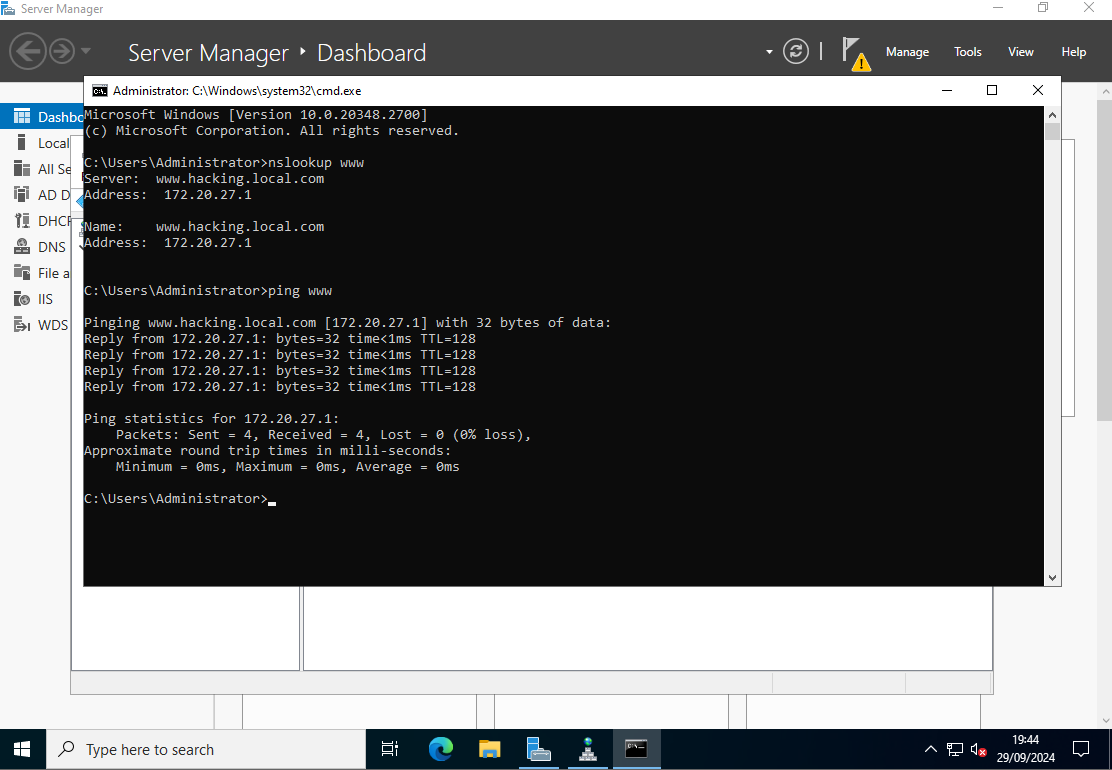 Server Manager
Server Manager
Dashboard
Manage
Tools
View
Help
Administrator: C:\Windows\system32\cmd.exe
Microsoft Windows [Version 10.0.20348.2700]
(c) Microsoft Corporation. All rights reserved.
C:\Users\Administrator>nslookup www
Server:  www.hacking.local.com
Address:  172.20.27.1
Name:    www.hacking.local.com
Address:  172.20.27.1
C:\Users\Administrator>ping www
Pinging www.hacking.local.com [172.20.27.1] with 32 bytes of data:
Reply from 172.20.27.1: bytes=32 time<1ms TTL=128
Reply from 172.20.27.1: bytes=32 time<1ms TTL=128
Reply from 172.20.27.1: bytes=32 time<1ms TTL=128
Reply from 172.20.27.1: bytes=32 time<1ms TTL=128
Ping statistics for 172.20.27.1:
    Packets: Sent = 4, Received = 4, Lost = 0 (0% loss),
Approximate round trip times in milli-seconds:
    Minimum = 0ms, Maximum = 0ms, Average = 0ms
C:\Users\Administrator>
Dashbo
Local
All Se
AD D
DHCP
DNS
File a
IIS
WDS
Type here to search
19:44
29/09/2024